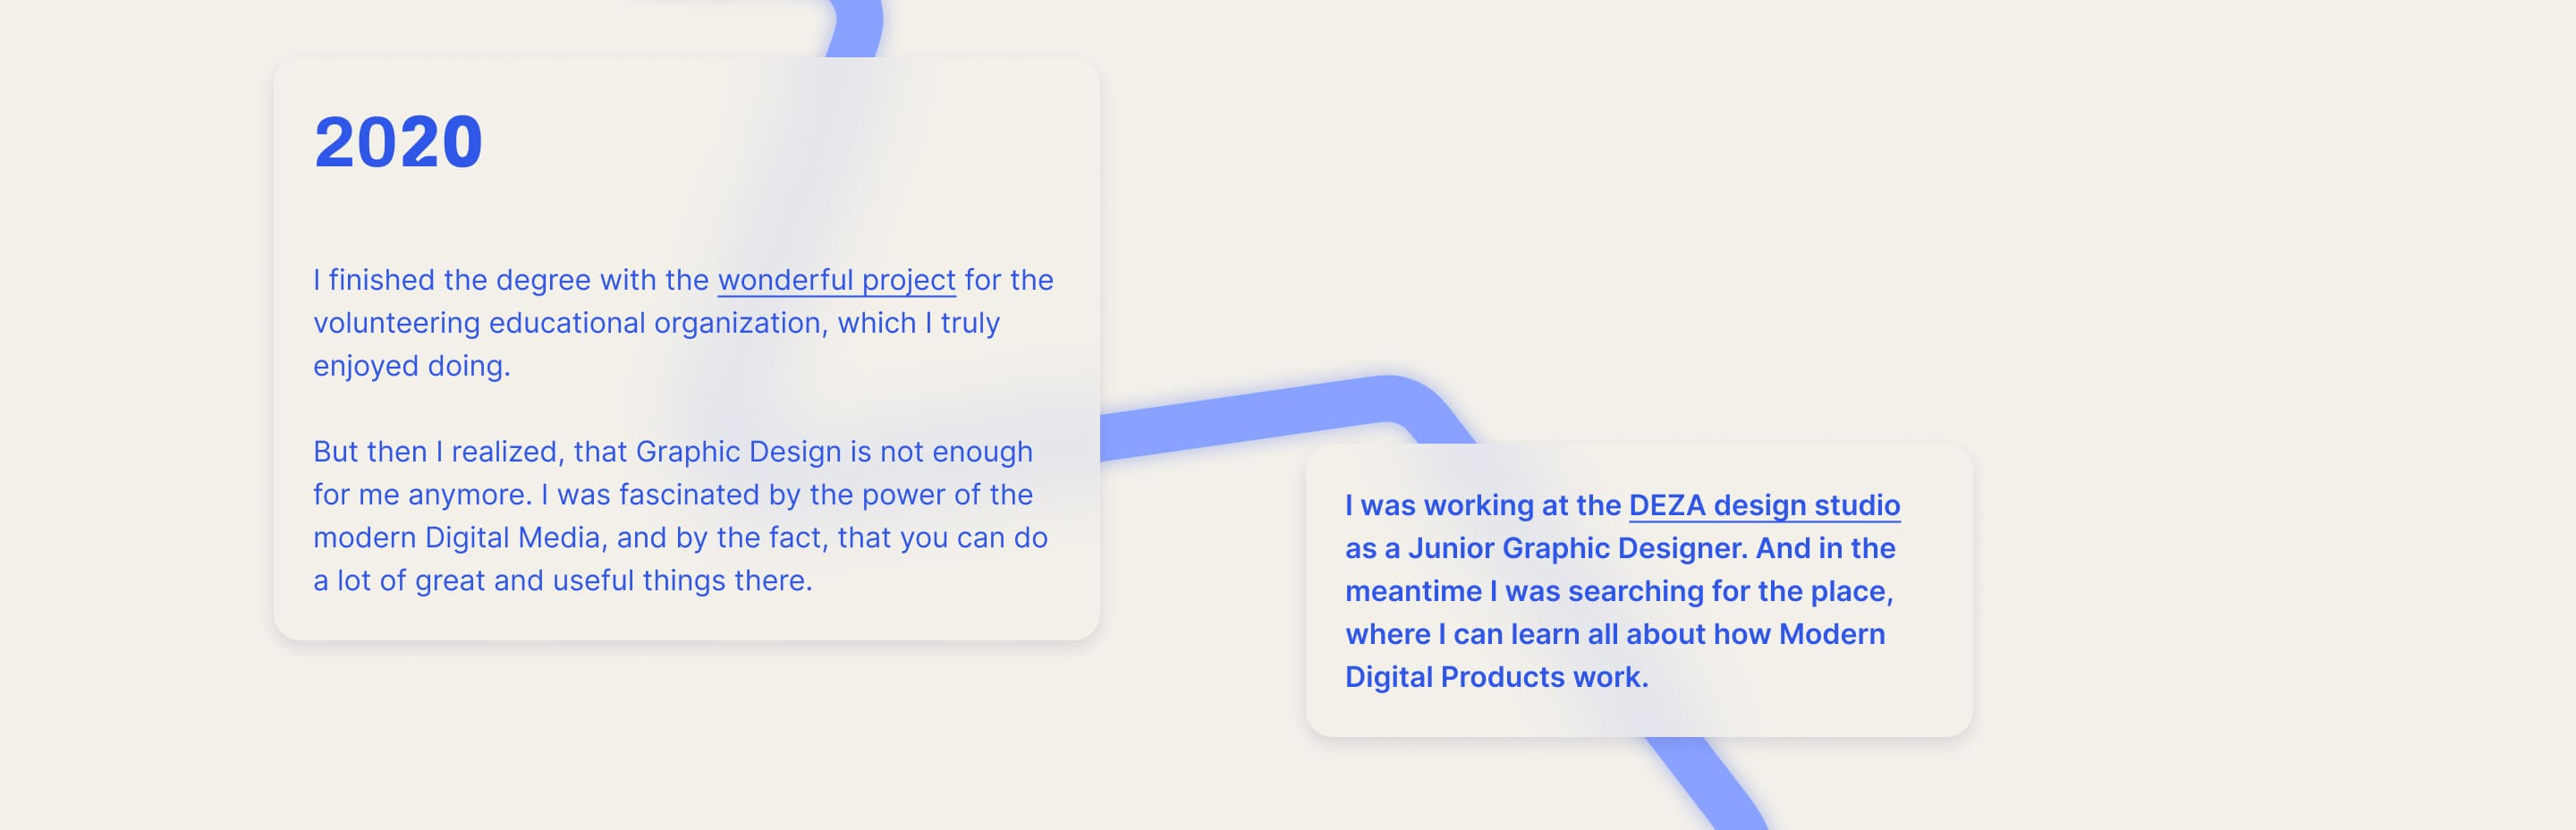 2020
I finished the degree with the wonderful project for the
volunteering educational organization, which I truly
enjoyed doing.
But then I realized, that Graphic Design is not enough
for me anymore. I was fascinated by the power of the
modern Digital Media, and by the fact, that you can do
a lot of great and useful things there.
I was working at the DEZA design studio
as a Junior Graphic Designer. And in the
meantime I was searching for the place,
where I can learn all about how Modern
Digital Products work.